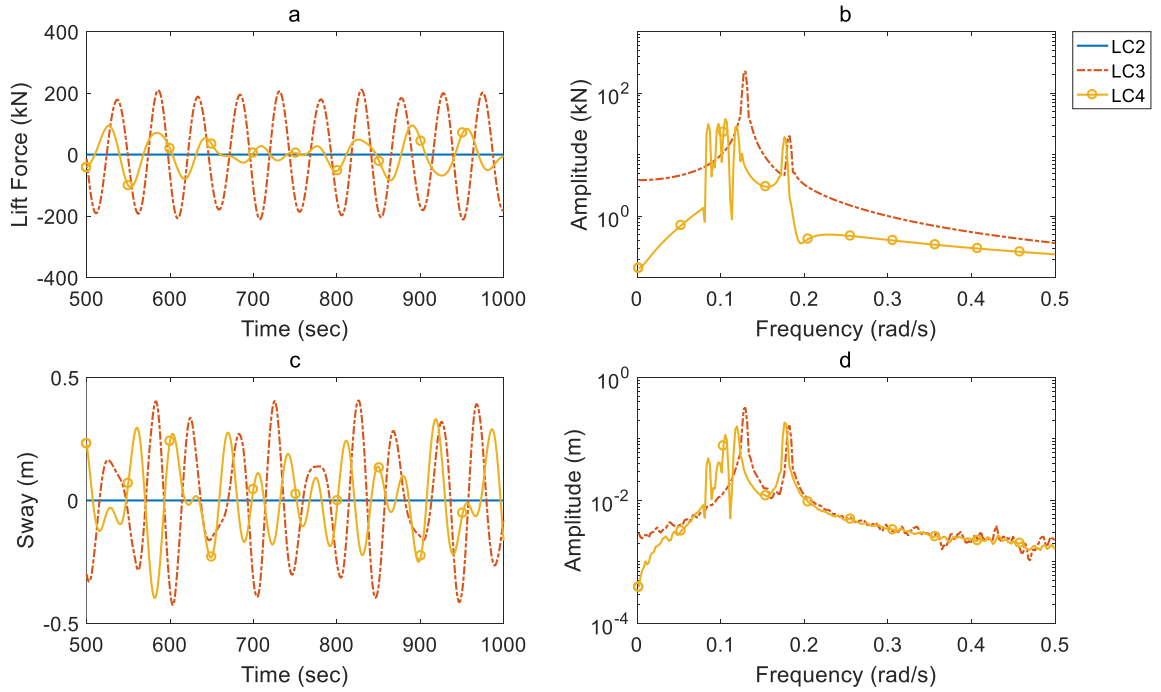 a
400
200
0
-200
-400
Lift Force (kN)
500 600 700 800 900 1000
Time (sec)
b
10^2
10^0
Amplitude (kN)
0 0.1 0.2 0.3 0.4 0.5
Frequency (rad/s)
LC2
LC3
LC4
c
0.5
0
-0.5
Sway (m)
500 600 700 800 900 1000
Time (sec)
d
10^0
10^-2
10^-4
Amplitude (m)
0 0.1 0.2 0.3 0.4 0.5
Frequency (rad/s)